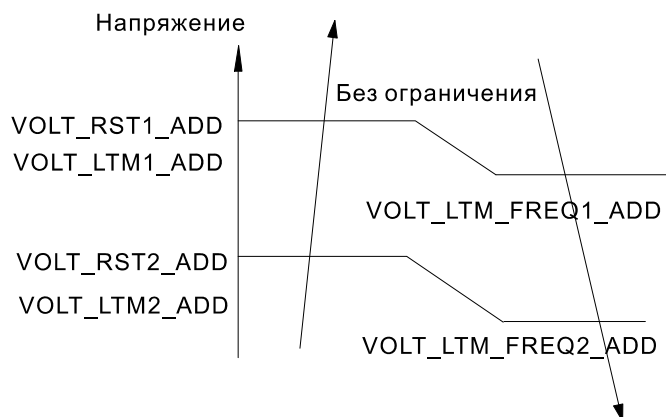 Напряжение
Без ограничения
VOLT_RST1_ADD
VOLT_LTM1_ADD
VOLT_LTM_FREQ1_ADD
VOLT_RST2_ADD
VOLT_LTM2_ADD
VOLT_LTM_FREQ2_ADD